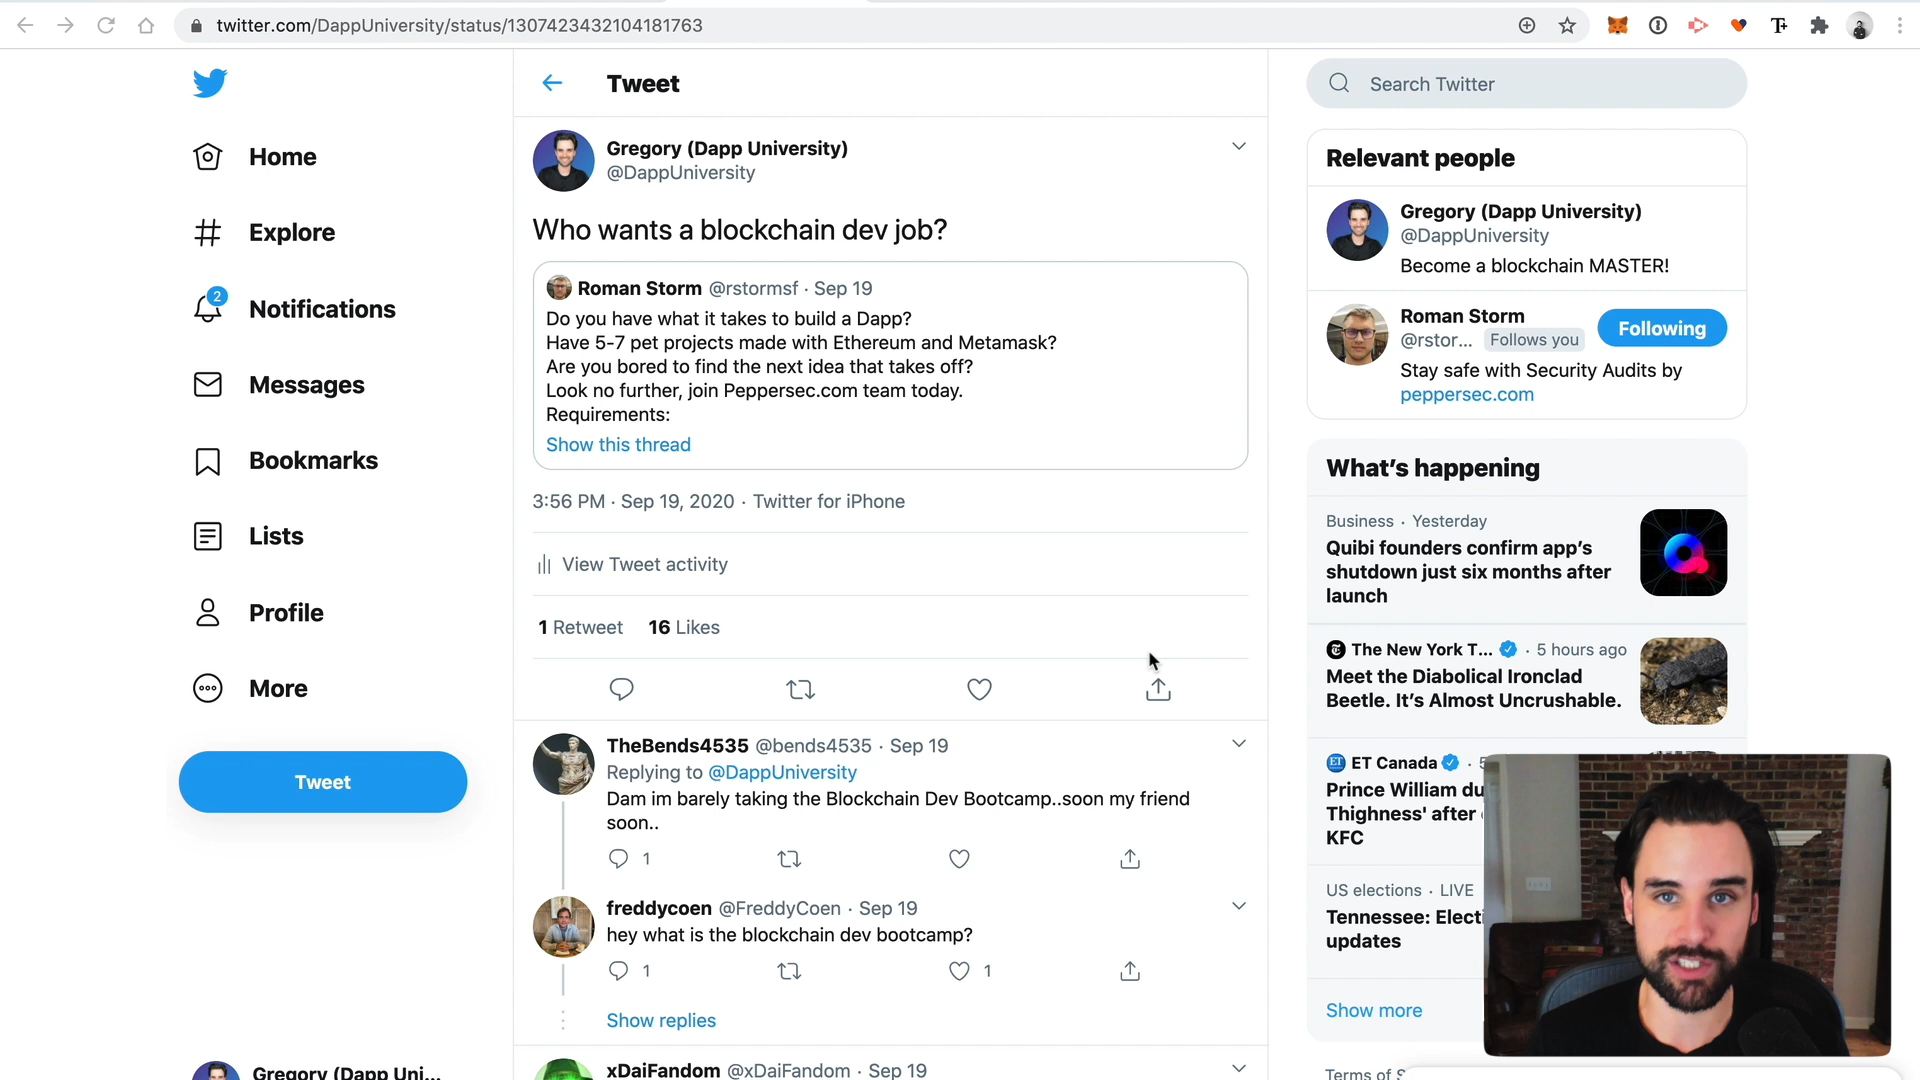 twitter.com/DappUniversity/status/1307423432104181763
Home
Explore
2
Notifications
Messages
Bookmarks
Lists
Profile
More
Tweet
Gregory (Dapp Uni...
Tweet
Gregory (Dapp University)
@DappUniversity
Who wants a blockchain dev job?
Roman Storm @rstormsf · Sep 19
Do you have what it takes to build a Dapp?
Have 5-7 pet projects made with Ethereum and Metamask?
Are you bored to find the next idea that takes off?
Look no further, join Peppersec.com team today.
Requirements:
Show this thread
3:56 PM · Sep 19, 2020 · Twitter for iPhone
View Tweet activity
1 Retweet 16 Likes
TheBends4535 @bends4535 · Sep 19
Replying to @DappUniversity
Dam im barely taking the Blockchain Dev Bootcamp..soon my friend
soon..
1
freddycoen @FreddyCoen · Sep 19
hey what is the blockchain dev bootcamp?
1 1
Show replies
xDaiFandom @xDaiFandom · Sep 19
Search Twitter
Relevant people
Gregory (Dapp University)
@DappUniversity
Become a blockchain MASTER!
Roman Storm
@rstor... Follows you
Following
Stay safe with Security Audits by
peppersec.com
What's happening
Business · Yesterday
Quibi founders confirm app's
shutdown just six months after
launch
The New York T... · 5 hours ago
Meet the Diabolical Ironclad
Beetle. It's Almost Uncrushable.
ET Canada ·
Prince William du
Thighness' after
KFC
US elections · LIVE
Tennessee: Electi
updates
Show more
Terms of S